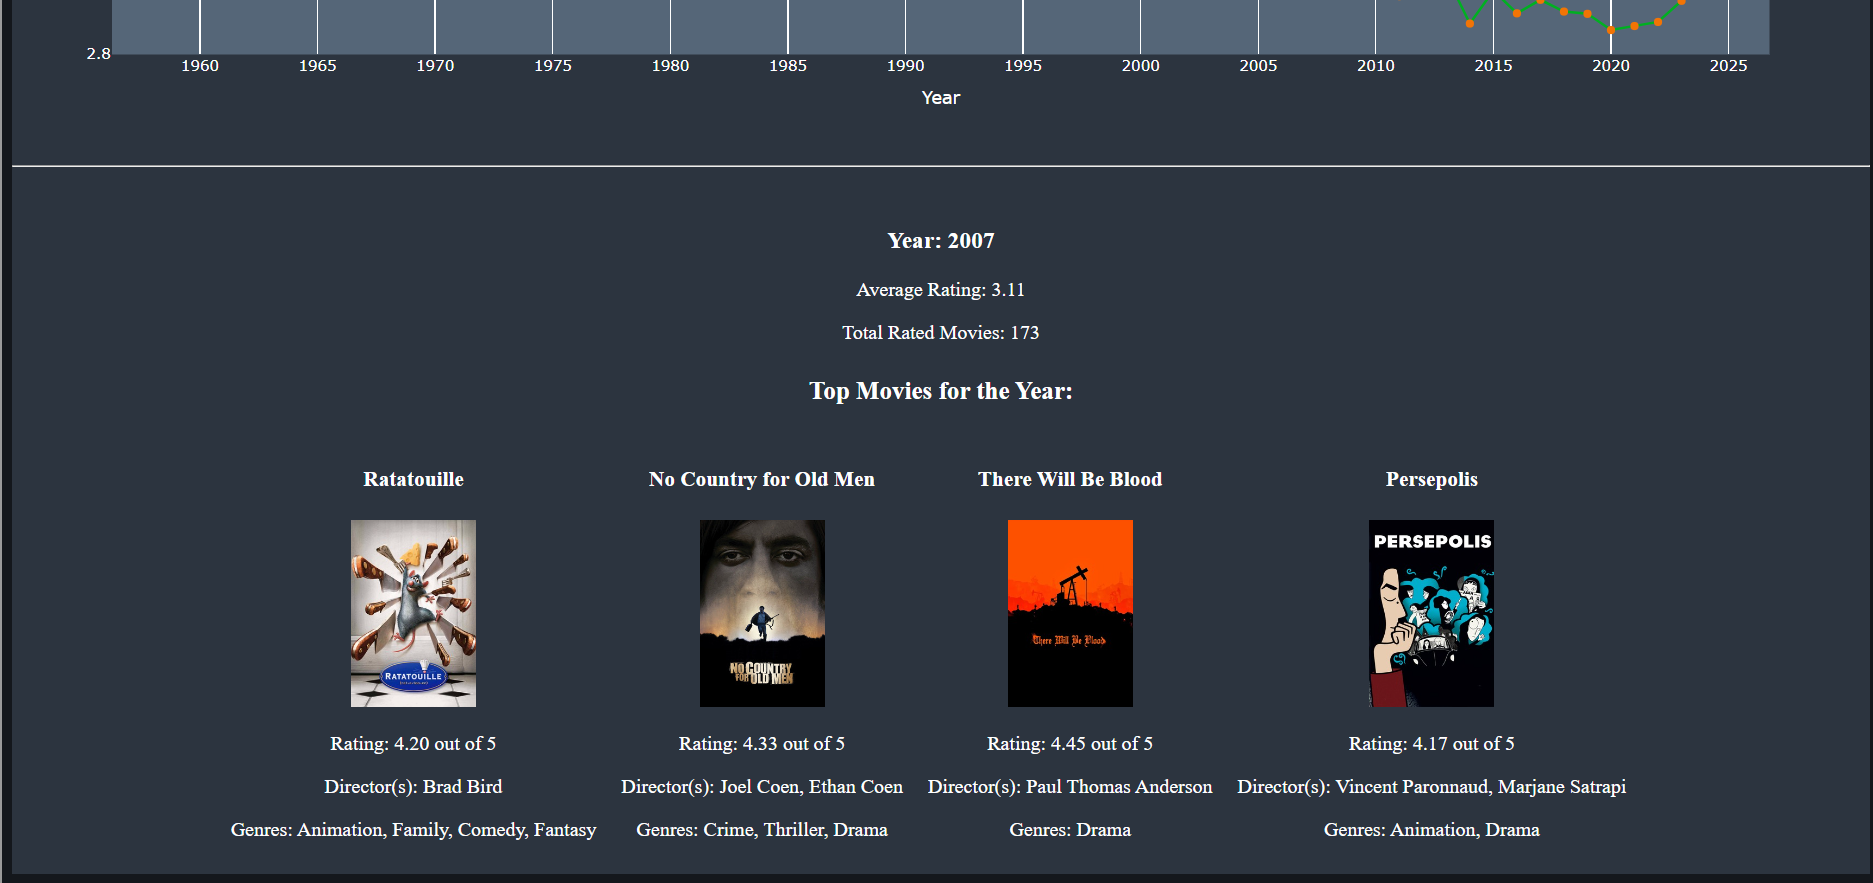 2.8
1960 1965 1970 1975 1980 1985 1990 1995 2000 2005 2010 2015 2020 2025
Year
Year: 2007
Average Rating: 3.11
Total Rated Movies: 173
Top Movies for the Year:
Ratatouille No Country for Old Men There Will Be Blood Persepolis
PERSEPOLIS
There Will Be Blood
NO COUNTRY
FOR OLD MEN
RATATOUILLE
Rating: 4.20 out of 5 Rating: 4.33 out of 5 Rating: 4.45 out of 5 Rating: 4.17 out of 5
Director(s): Brad Bird Director(s): Joel Coen, Ethan Coen Director(s): Paul Thomas Anderson Director(s): Vincent Paronnaud, Marjane Satrapi
Genres: Animation, Family, Comedy, Fantasy Genres: Crime, Thriller, Drama Genres: Drama Genres: Animation, Drama